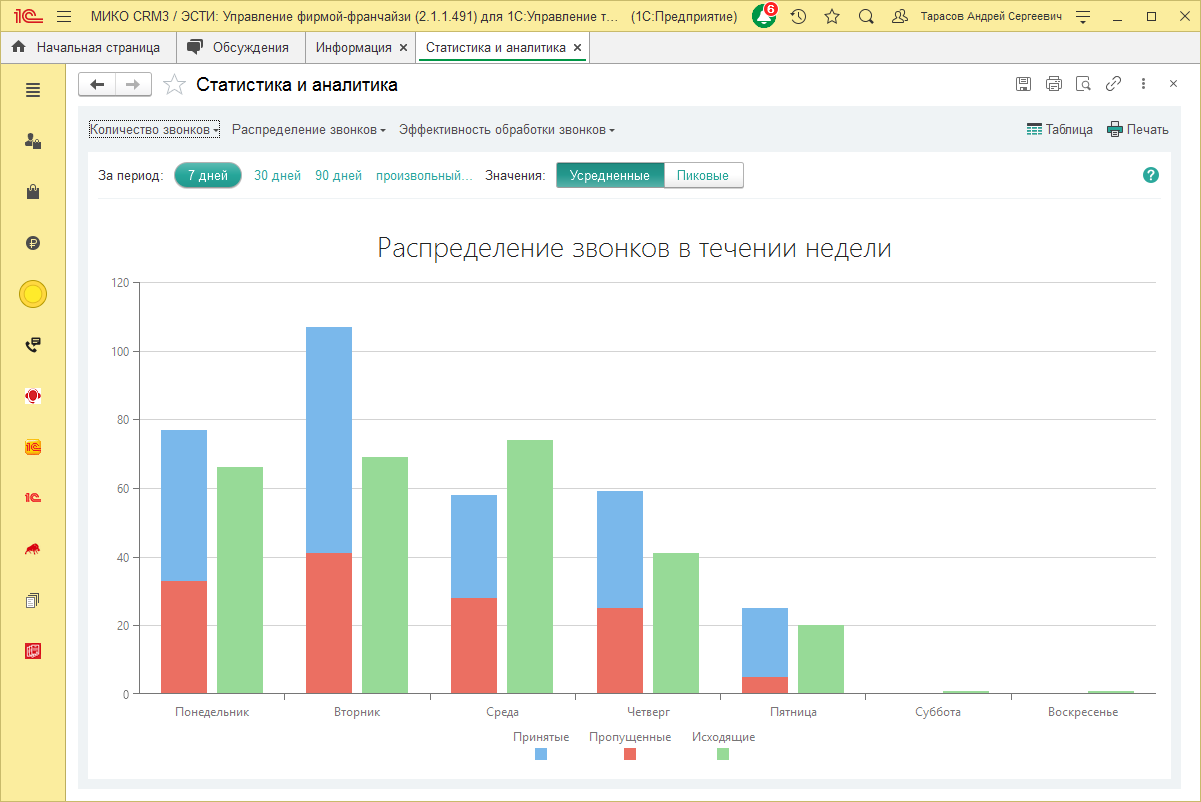 1С МИКО CRM3 / ЭСТИ: Управление фирмой-франчайзи (2.1.1.491) для 1С:Управление т... (1С:Предприятие) 6 Тарасов Андрей Сергеевич
Начальная страница Обсуждения Информация × Статистика и аналитика ×
Статистика и аналитика
Количество звонков Распределение звонков Эффективность обработки звонков Таблица Печать
За период: 7 дней 30 дней 90 дней произвольный... Значения: Усредненные Пиковые ?
Распределение звонков в течении недели
120
100
80
60
40
20
0
Понедельник Вторник Среда Четверг Пятница Суббота Воскресенье
Принятые Пропущенные Исходящие
₽
1С
1С